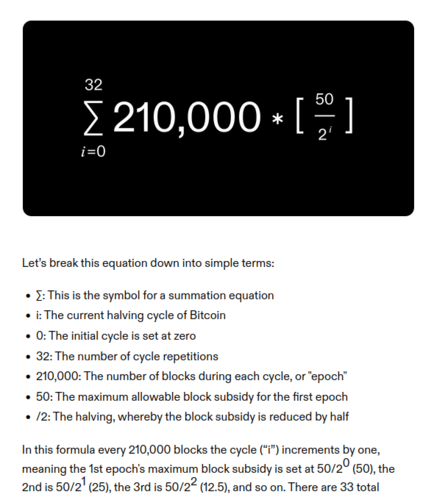 32
∑ 210,000 * [ 50/2^i ]
i=0
Let's break this equation down into simple terms:
• ∑: This is the symbol for a summation equation
• i: The current halving cycle of Bitcoin
• 0: The initial cycle is set at zero
• 32: The number of cycle repetitions
• 210,000: The number of blocks during each cycle, or "epoch"
• 50: The maximum allowable block subsidy for the first epoch
• /2: The halving, whereby the block subsidy is reduced by half
In this formula every 210,000 blocks the cycle ("i") increments by one,
meaning the 1st epoch's maximum block subsidy is set at 50/2^0 (50), the
2nd is 50/2^1 (25), the 3rd is 50/2^2 (12.5), and so on. There are 33 total